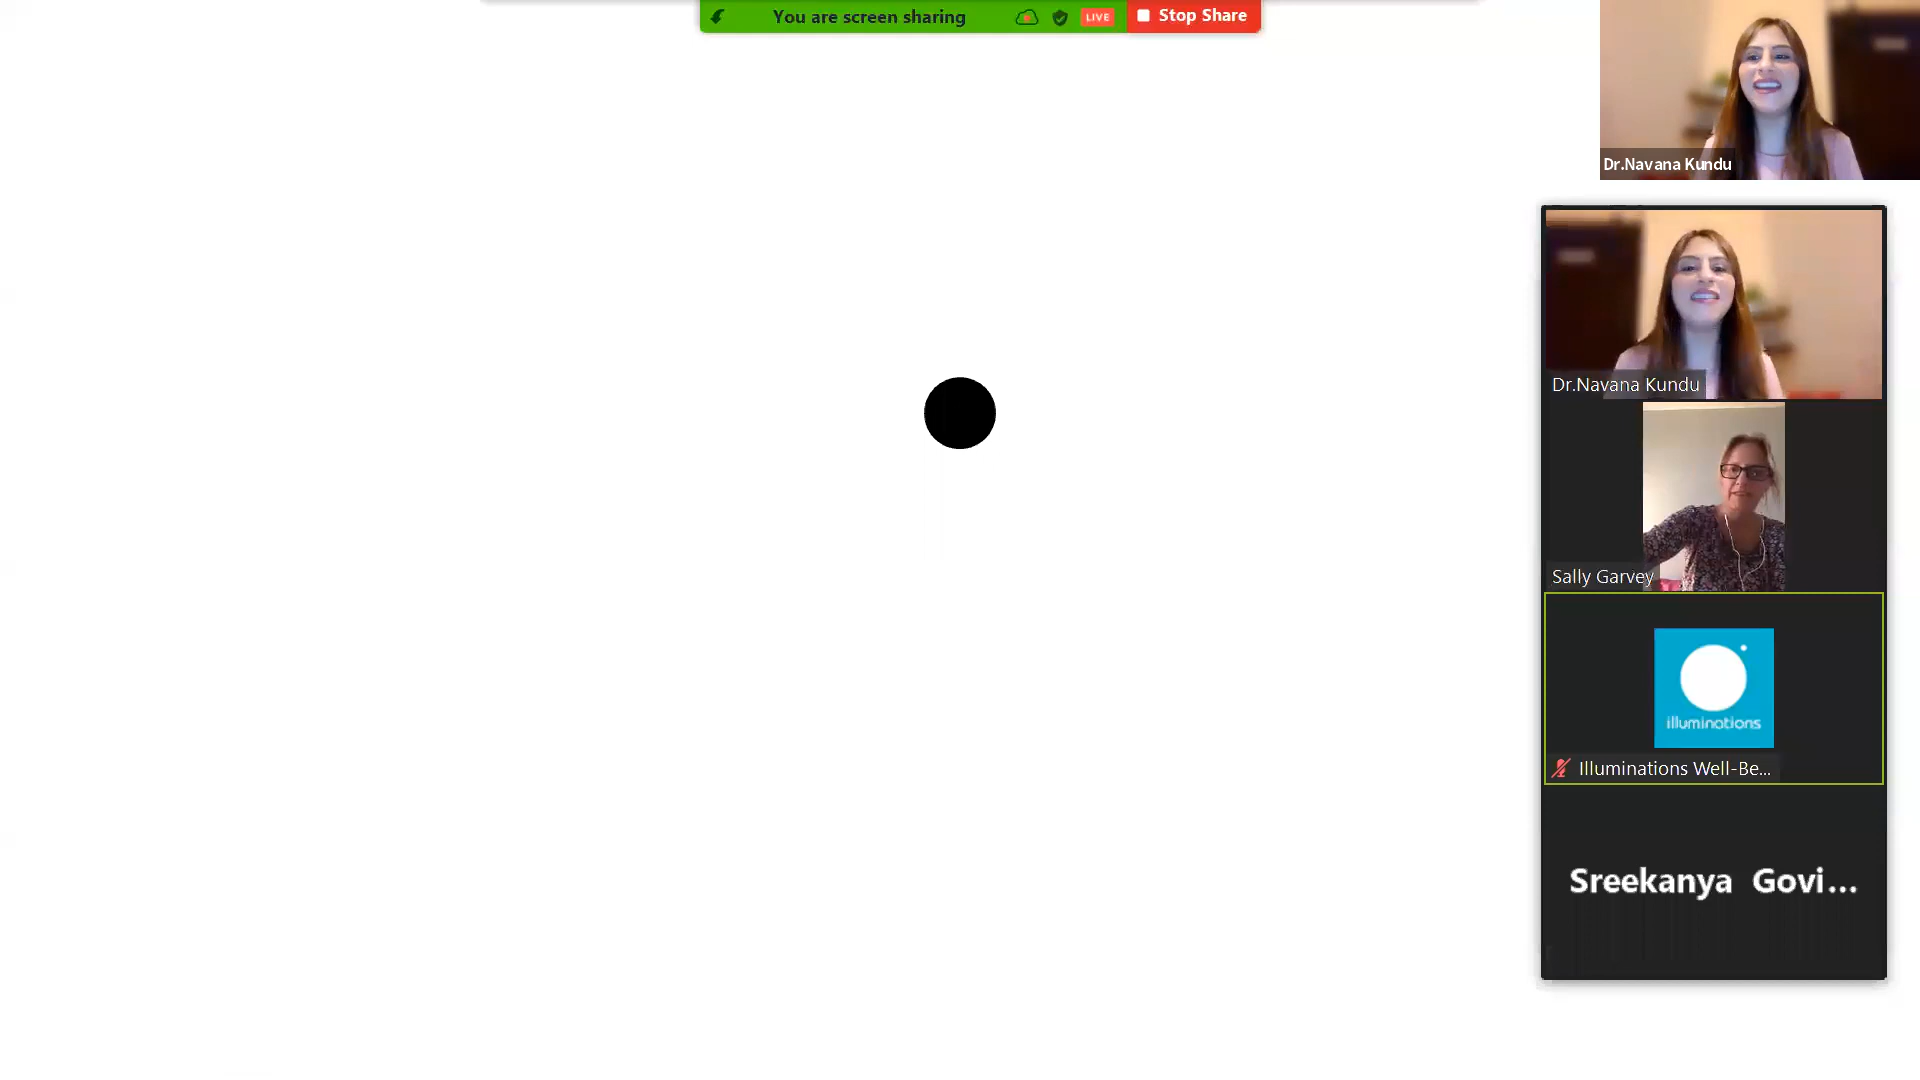 You are screen sharing
LIVE
Stop Share
Dr.Navana Kundu
Dr.Navana Kundu
Sally Garvey
illuminations
Illuminations Well-Be...
Sreekanya Govi...